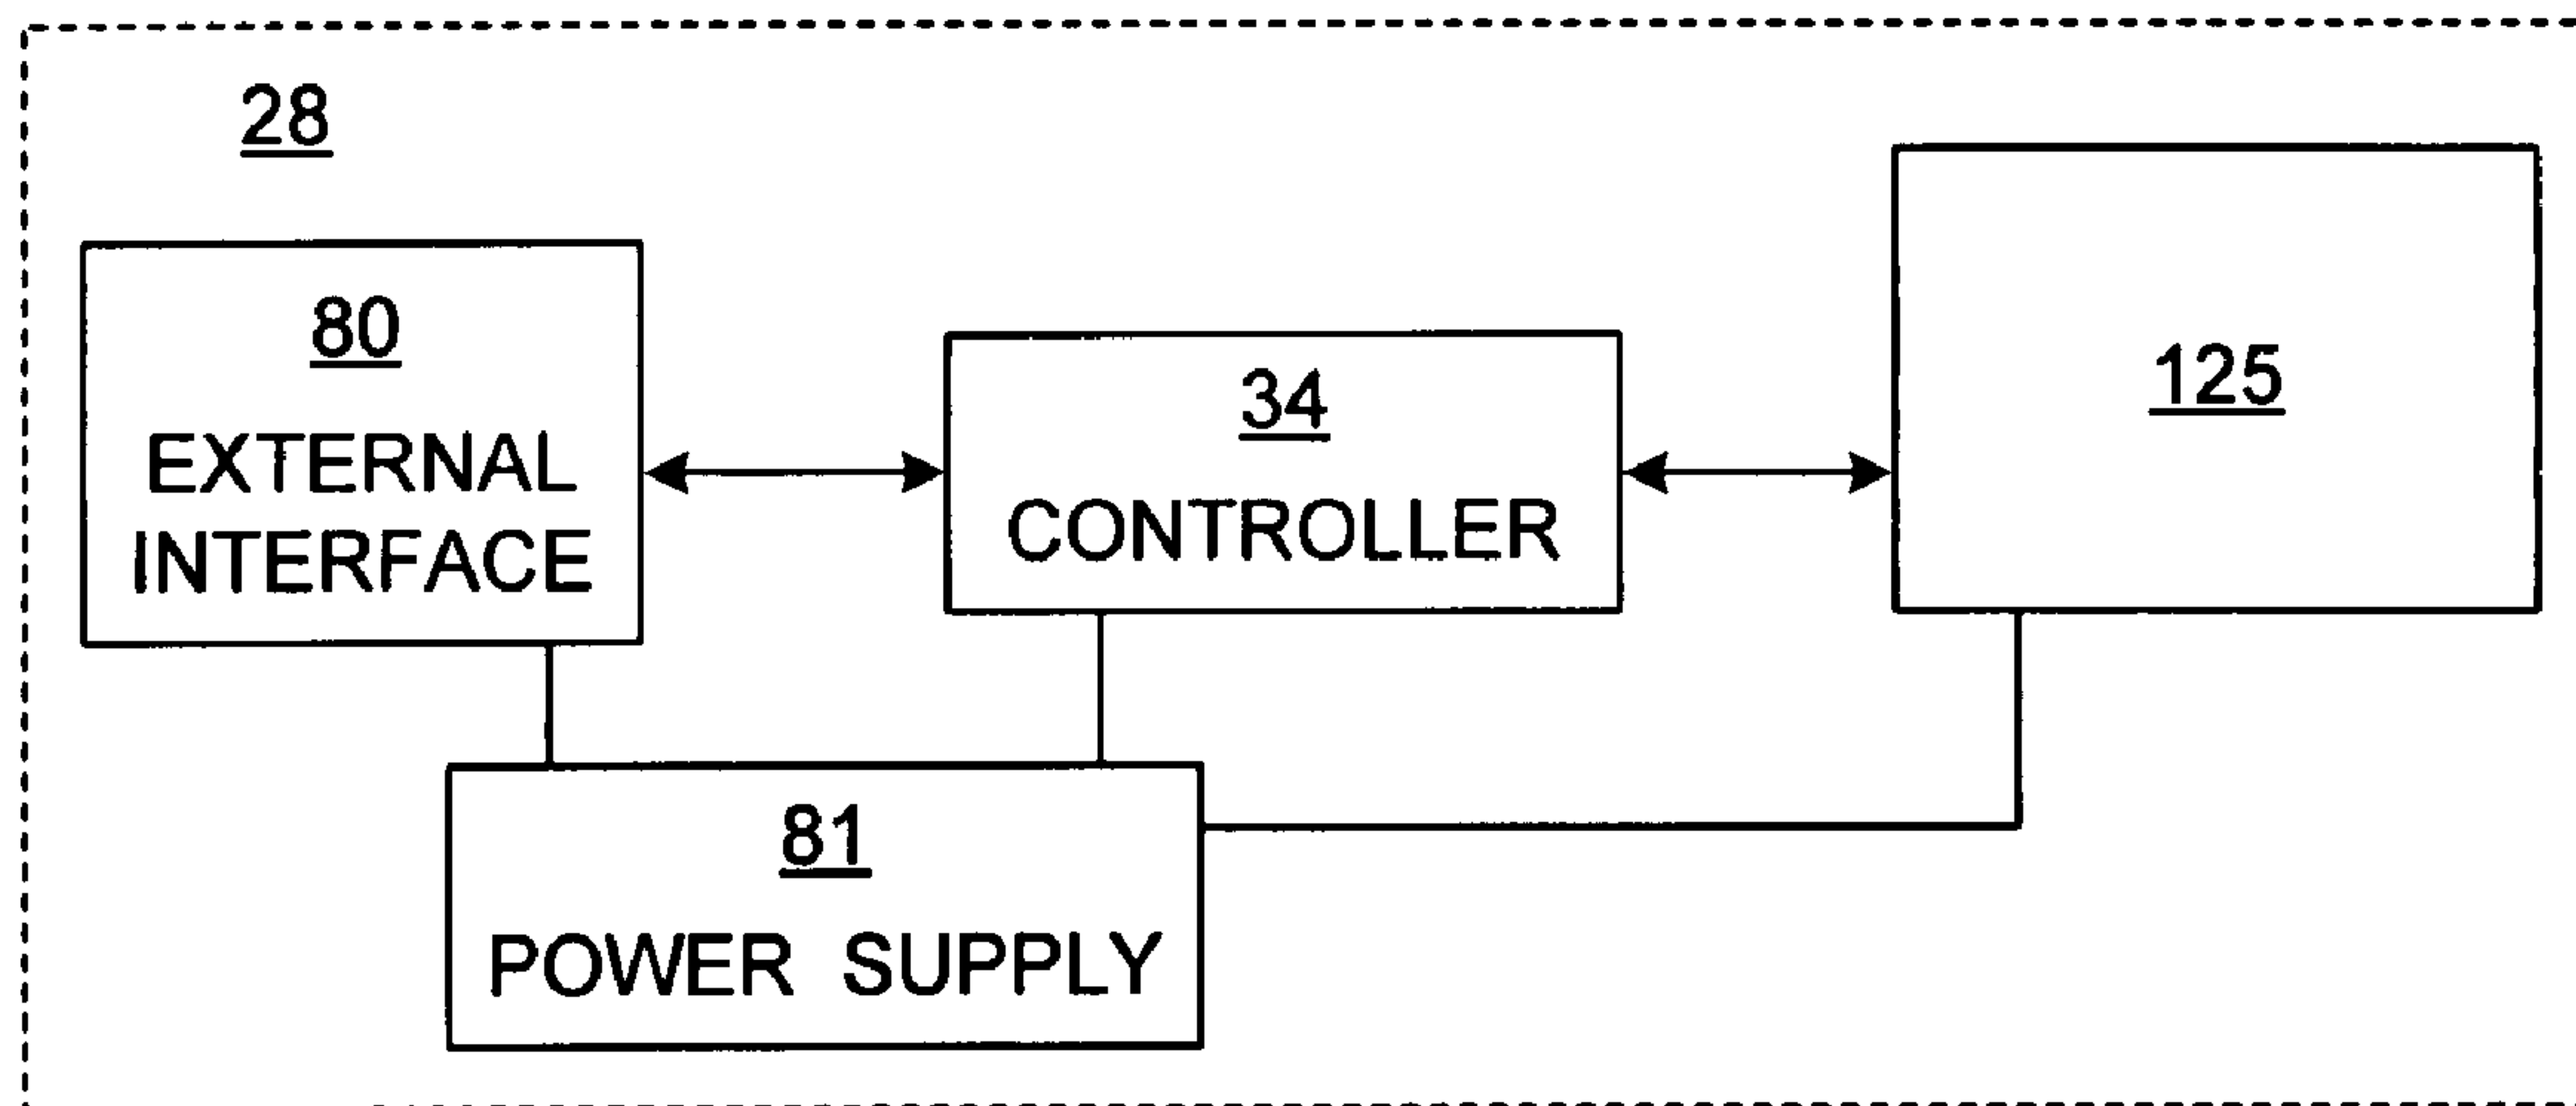 28
80
EXTERNAL
INTERFACE
34
CONTROLLER
125
81
POWER SUPPLY